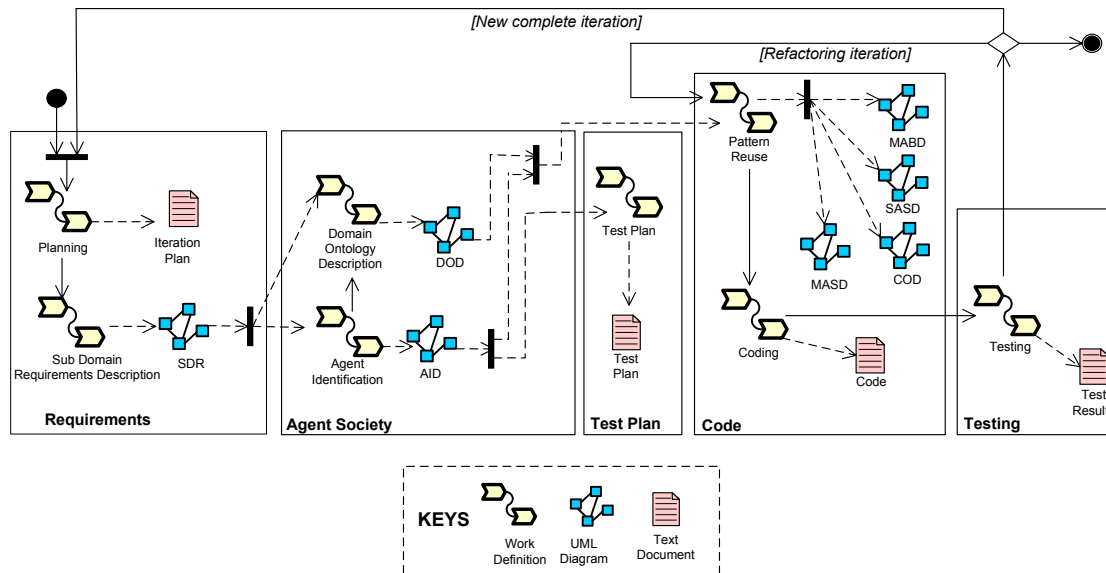 [New complete iteration]
[Refactoring iteration]
Planning
Iteration
Plan
Sub Domain
Requirements Description
SDR
Requirements
Domain
Ontology
Description
DOD
Agent
Identification
AID
Agent Society
Test Plan
Test
Plan
Test Plan
Pattern
Reuse
MABD
SASD
COD
MASD
Coding
Code
Code
Testing
Test
Result
Testing
KEYS
Work
Definition
UML
Diagram
Text
Document